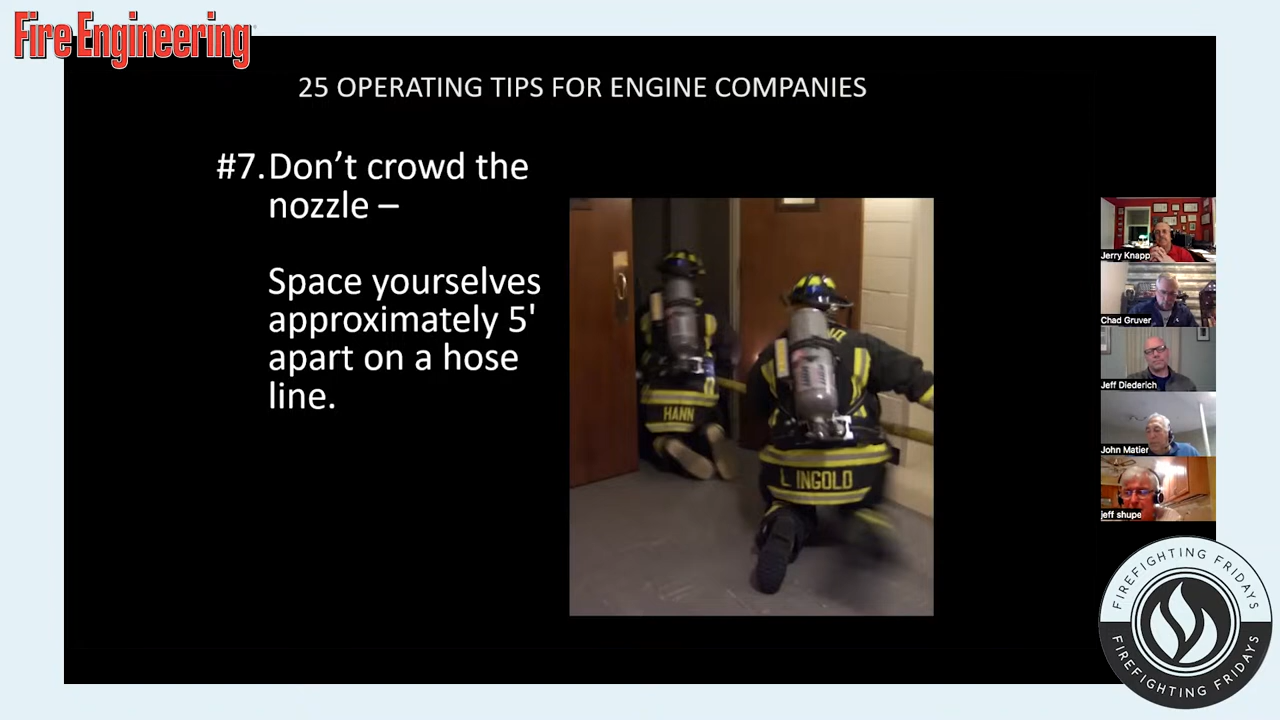 Fire Engineering
25 OPERATING TIPS FOR ENGINE COMPANIES
#7. Don't crowd the
nozzle –
Space yourselves
approximately 5'
apart on a hose
line.
HANN
L INGOLD
Jerry Knapp
Chad Gruver
Jeff Diederich
John Matier
jeff shupe
FIREFIGHTING FRIDAYS
FIREFIGHTING FRIDAYS